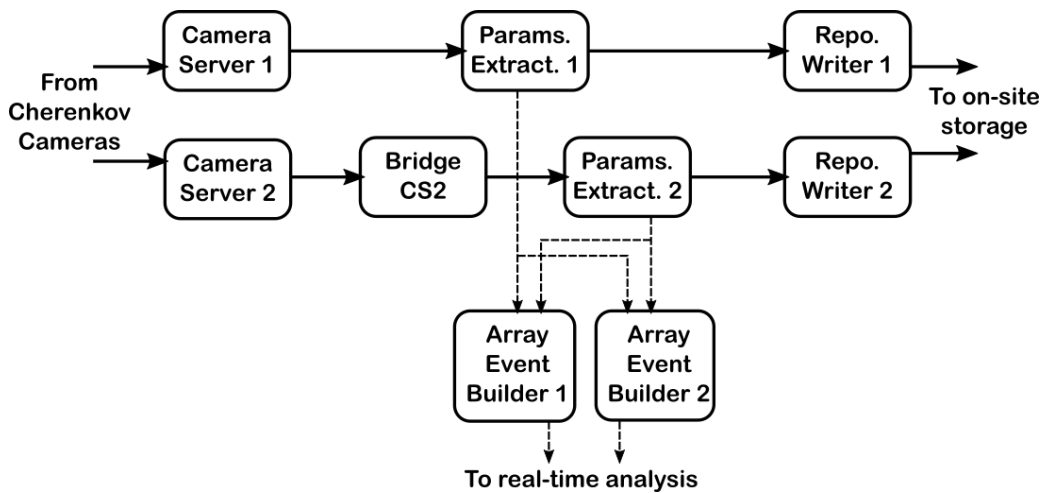 Camera
Server 1
Params.
Extract. 1
Repo.
Writer 1
From
Cherenkov
Cameras
To on-site
storage
Camera
Server 2
Bridge
CS2
Params.
Extract. 2
Repo.
Writer 2
Array
Event
Builder 1
Array
Event
Builder 2
To real-time analysis